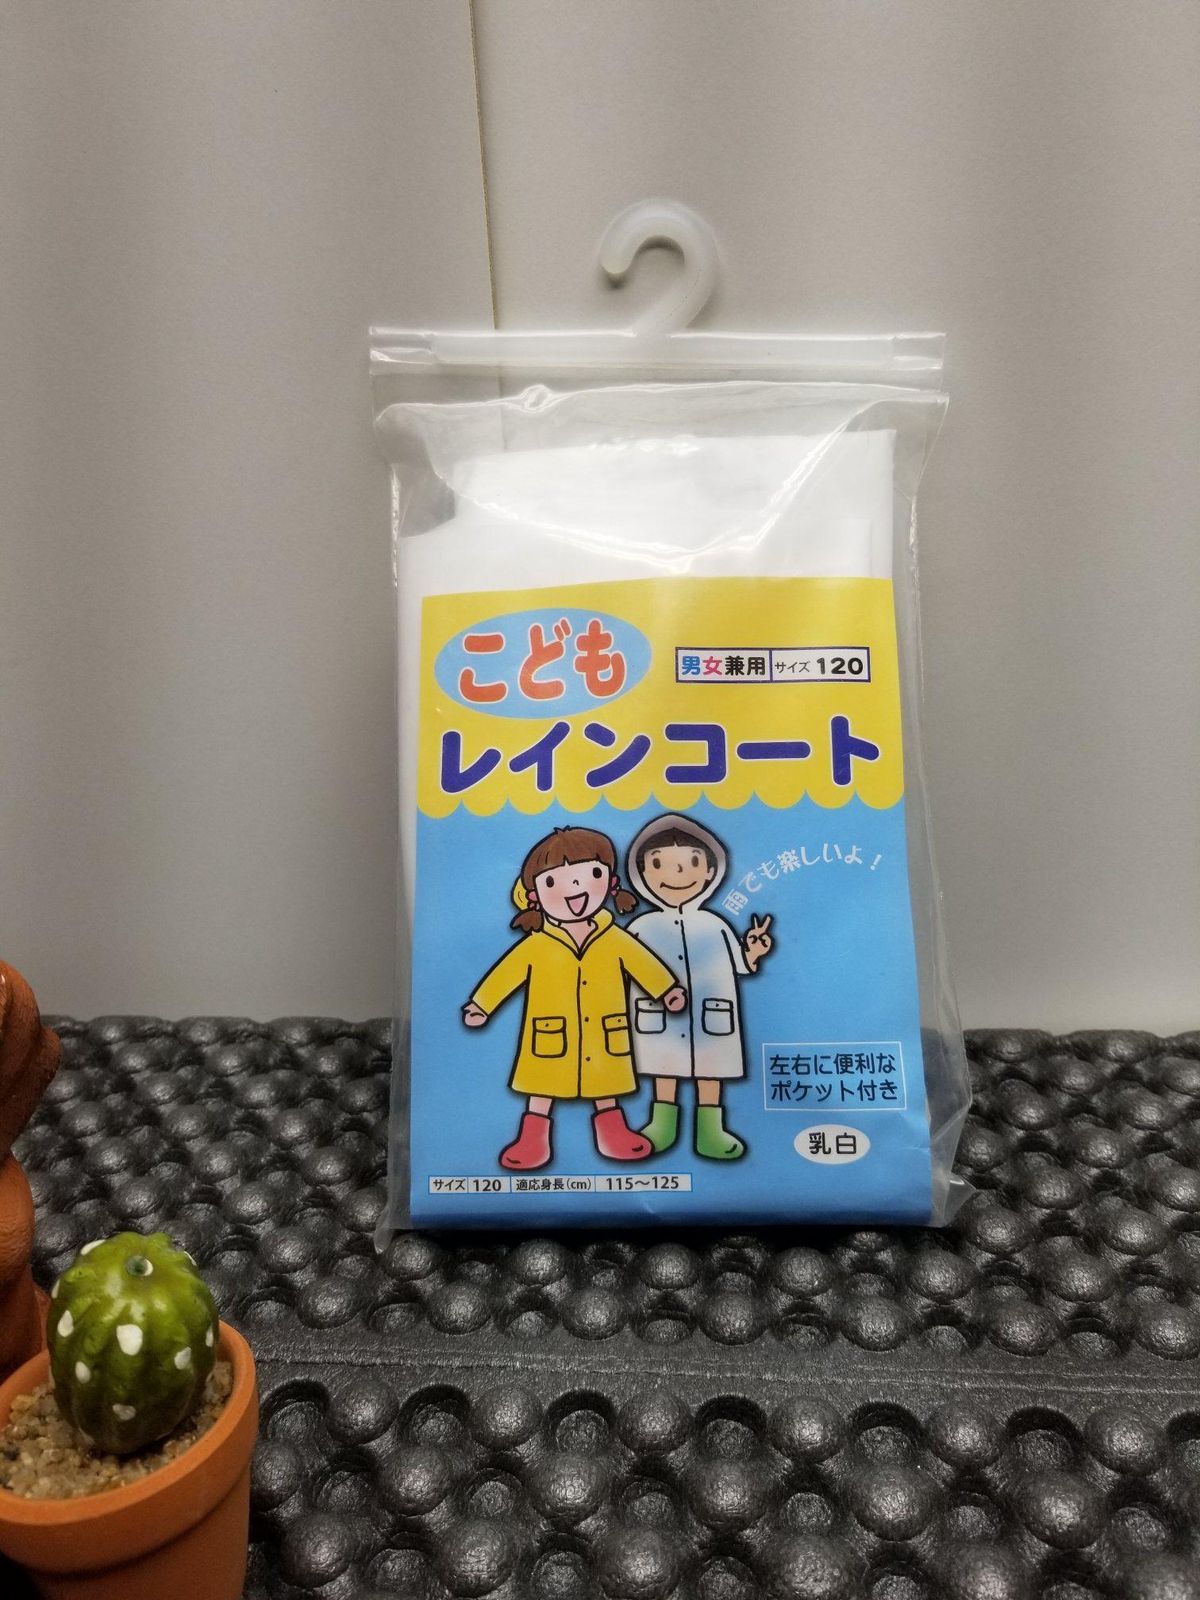 こども
男女兼用 サイズ 120
レインコート
雨でも楽しいよ!
左右に便利な
ポケット付き
乳白
サイズ 120 適応身長(cm) 115〜125